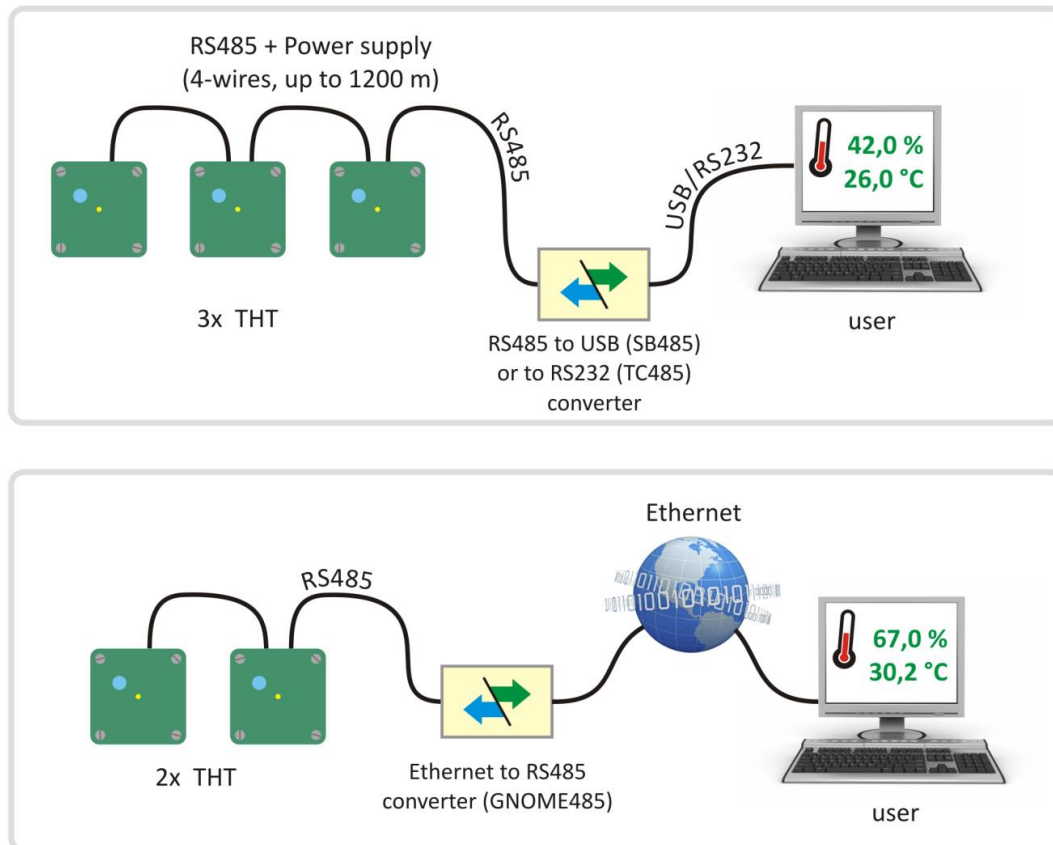 RS485 + Power supply
(4-wires, up to 1200 m)
RS485
USB/RS232
42,0 %
26,0 °C
3x THT
RS485 to USB (SB485)
or to RS232 (TC485)
converter
user
Ethernet
RS485
67,0 %
30,2 °C
2x THT
Ethernet to RS485
converter (GNOME485)
user